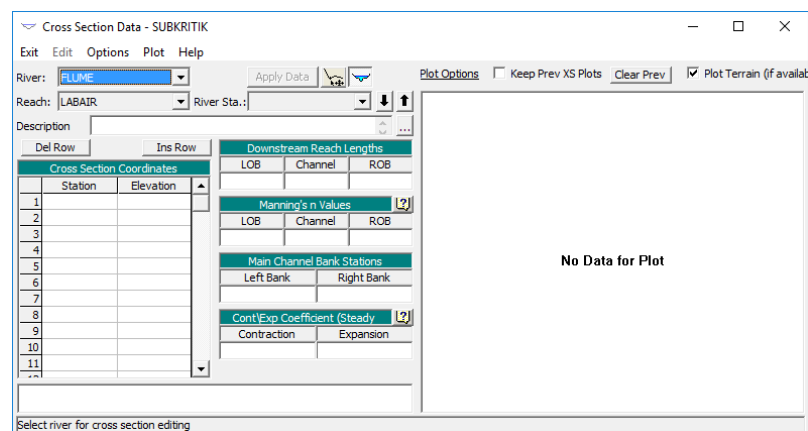 Cross Section Data - SUBKRITIK
Exit Edit Options Plot Help
River: FLUME Apply Data Plot Options Keep Prev XS Plots Clear Prev Plot Terrain (if availab
Reach: LABAIR River Sta.:
Description ...
Del Row Ins Row Downstream Reach Lengths
Cross Section Coordinates LOB Channel ROB
Station Elevation
1
2 Manning's n Values
3 LOB Channel ROB
4
5 Main Channel Bank Stations
6 Left Bank Right Bank
7
8 Cont\Exp Coefficient (Steady
9 Contraction Expansion
10
11
No Data for Plot
Select river for cross section editing